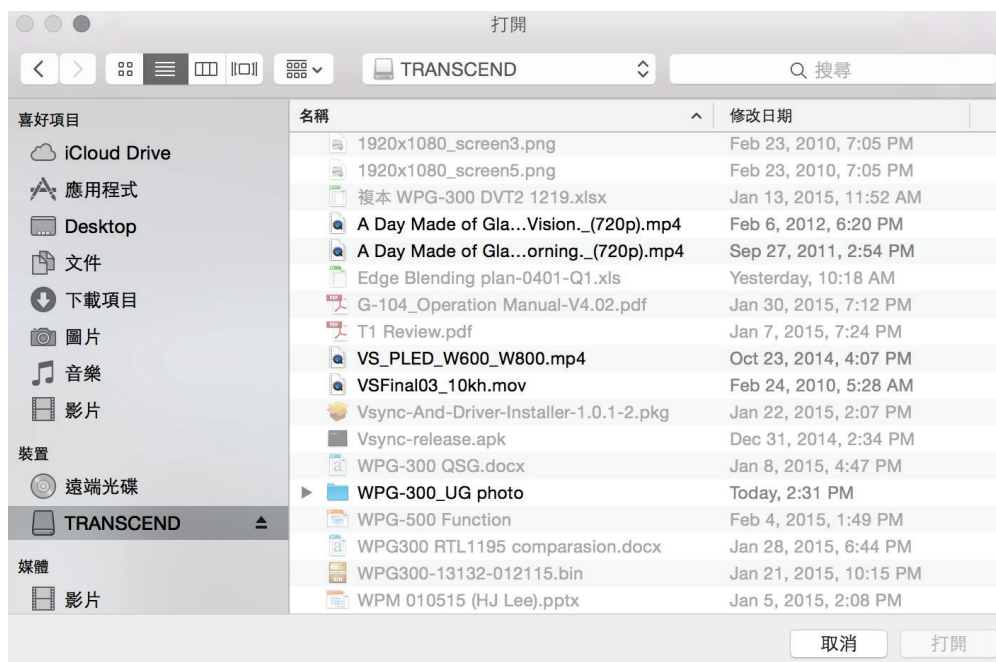 打開
TRANSCEND
搜尋
喜好項目
iCloud Drive
應用程式
Desktop
文件
下載項目
圖片
音樂
影片
裝置
遠端光碟
TRANSCEND
媒體
影片
名稱 修改日期
1920x1080_screen3.png Feb 23, 2010, 7:05 PM
1920x1080_screen5.png Feb 23, 2010, 7:05 PM
複本 WPG-300 DVT2 1219.xlsx Jan 13, 2015, 11:52 AM
A Day Made of Gla...Vision._(720p).mp4 Feb 6, 2012, 6:20 PM
A Day Made of Gla...orning._(720p).mp4 Sep 27, 2011, 2:54 PM
Edge Blending plan-0401-Q1.xls Yesterday, 10:18 AM
G-104_Operation Manual-V4.02.pdf Jan 30, 2015, 7:12 PM
T1 Review.pdf Jan 7, 2015, 7:24 PM
VS_PLED_W600_W800.mp4 Oct 23, 2014, 4:07 PM
VSFinal03_10kh.mov Feb 24, 2010, 5:28 AM
Vsync-And-Driver-Installer-1.0.1-2.pkg Jan 22, 2015, 2:07 PM
Vsync-release.apk Dec 31, 2014, 2:34 PM
WPG-300 QSG.docx Jan 8, 2015, 4:47 PM
WPG-300_UG photo Today, 2:31 PM
WPG-500 Function Feb 4, 2015, 1:49 PM
WPG300 RTL1195 comparasion.docx Jan 28, 2015, 6:44 PM
WPG300-13132-012115.bin Jan 21, 2015, 10:15 PM
WPM 010515 (HJ Lee).pptx Jan 5, 2015, 2:08 PM
取消 打開